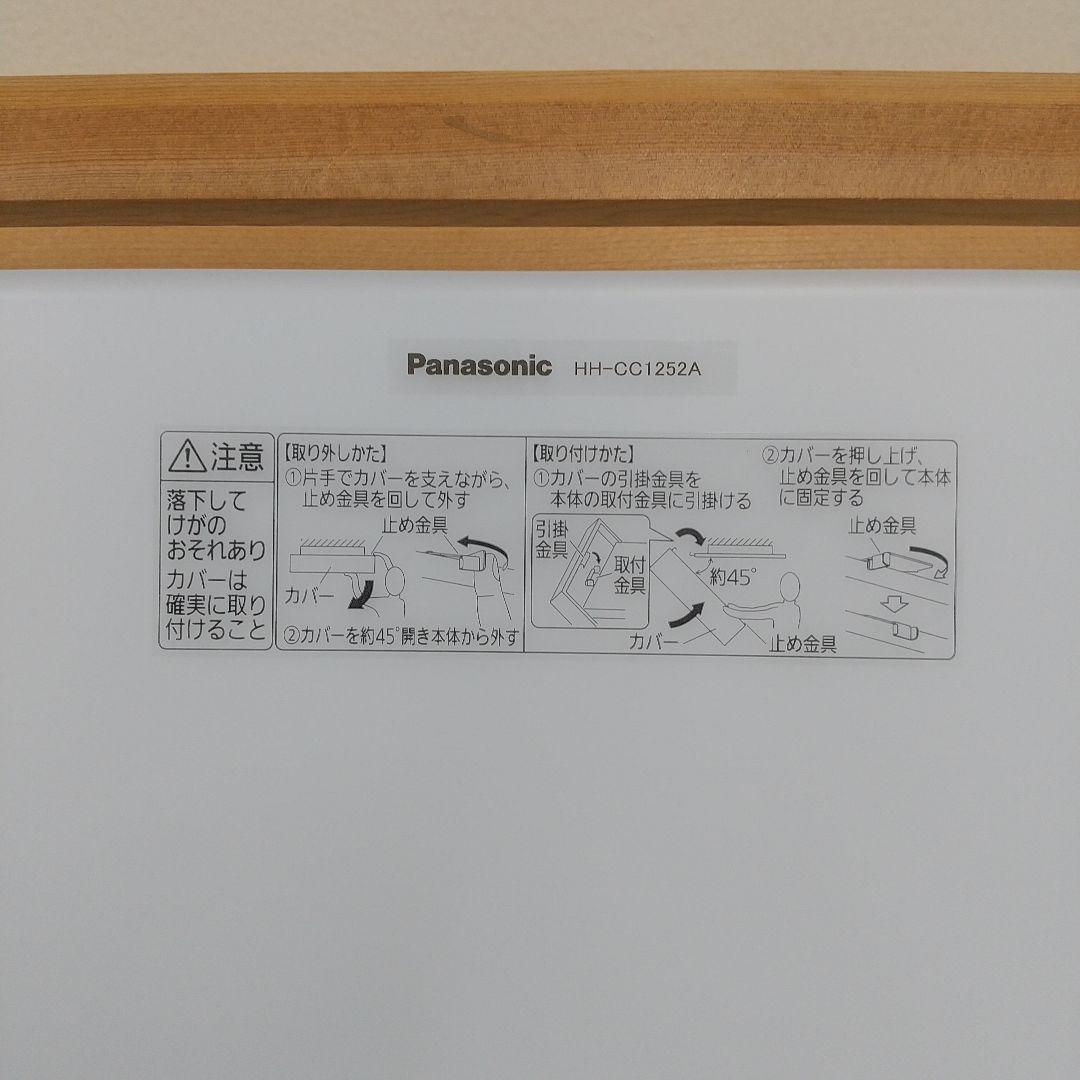 Panasonic HH-CC1252A
注意
落下して
けがの
おそれあり
カバーは
確実に取り
付けること
【取り外しかた】
①片手でカバーを支えながら、
止め金具を回して外す
止め金具
カバー
②カバーを約45°開き本体から外す
【取り付けかた】
①カバーの引掛金具を
本体の取付金具に引掛ける
引掛
金具
取付
金具
約45°
カバー
止め金具
②カバーを押し上げ、
止め金具を回して本体
に固定する
止め金具